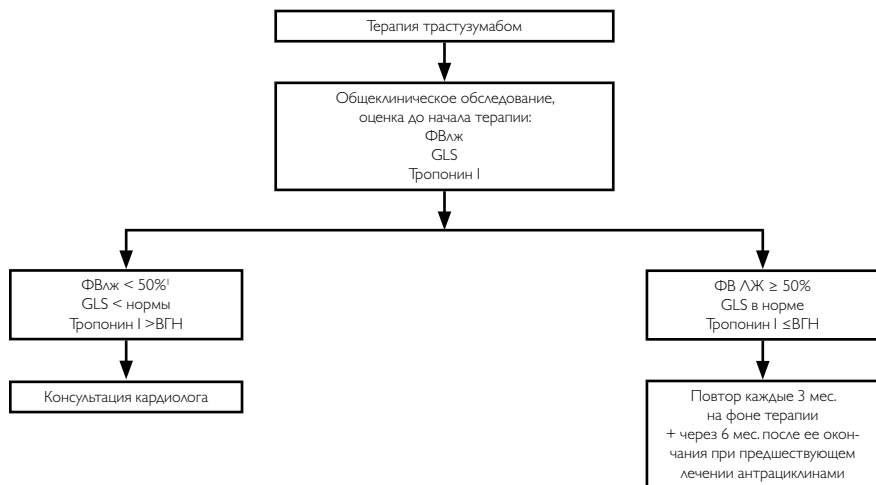 Терапия трастузумабом
Общеклиническое обследование,
оценка до начала терапии:
ФВлж
GLS
Тропонин I
ФВлж < 50%¹
GLS < нормы
Тропонин I >ВГН
Консультация кардиолога
ФВ ЛЖ ≥ 50%
GLS в норме
Тропонин I ≤ВГН
Повтор каждые 3 мес.
на фоне терапии
+ через 6 мес. после ее окон-
чания при предшествующем
лечении антрациклинами